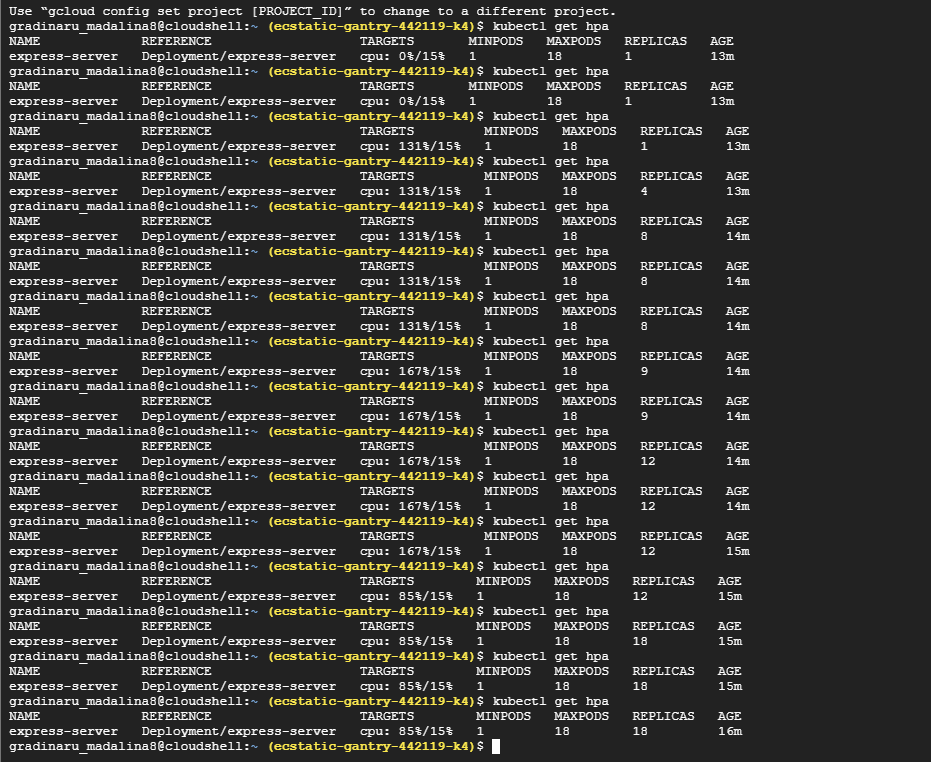 Use “gcloud config set project [PROJECT_ID]” to change to a different project.
gradinaru_madalina8@cloudshell:~ (ecstatic-gantry-442119-k4)$ kubectl get hpa
NAME REFERENCE TARGETS MINPODS MAXPODS REPLICAS AGE
express-server Deployment/express-server cpu: 0%/15% 1 18 1 13m
gradinaru_madalina8@cloudshell:~ (ecstatic-gantry-442119-k4)$ kubectl get hpa
NAME REFERENCE TARGETS MINPODS MAXPODS REPLICAS AGE
express-server Deployment/express-server cpu: 0%/15% 1 18 1 13m
gradinaru_madalina8@cloudshell:~ (ecstatic-gantry-442119-k4)$ kubectl get hpa
NAME REFERENCE TARGETS MINPODS MAXPODS REPLICAS AGE
express-server Deployment/express-server cpu: 131%/15% 1 18 1 13m
gradinaru_madalina8@cloudshell:~ (ecstatic-gantry-442119-k4)$ kubectl get hpa
NAME REFERENCE TARGETS MINPODS MAXPODS REPLICAS AGE
express-server Deployment/express-server cpu: 131%/15% 1 18 4 13m
gradinaru_madalina8@cloudshell:~ (ecstatic-gantry-442119-k4)$ kubectl get hpa
NAME REFERENCE TARGETS MINPODS MAXPODS REPLICAS AGE
express-server Deployment/express-server cpu: 131%/15% 1 18 8 14m
gradinaru_madalina8@cloudshell:~ (ecstatic-gantry-442119-k4)$ kubectl get hpa
NAME REFERENCE TARGETS MINPODS MAXPODS REPLICAS AGE
express-server Deployment/express-server cpu: 131%/15% 1 18 8 14m
gradinaru_madalina8@cloudshell:~ (ecstatic-gantry-442119-k4)$ kubectl get hpa
NAME REFERENCE TARGETS MINPODS MAXPODS REPLICAS AGE
express-server Deployment/express-server cpu: 131%/15% 1 18 8 14m
gradinaru_madalina8@cloudshell:~ (ecstatic-gantry-442119-k4)$ kubectl get hpa
NAME REFERENCE TARGETS MINPODS MAXPODS REPLICAS AGE
express-server Deployment/express-server cpu: 167%/15% 1 18 9 14m
gradinaru_madalina8@cloudshell:~ (ecstatic-gantry-442119-k4)$ kubectl get hpa
NAME REFERENCE TARGETS MINPODS MAXPODS REPLICAS AGE
express-server Deployment/express-server cpu: 167%/15% 1 18 9 14m
gradinaru_madalina8@cloudshell:~ (ecstatic-gantry-442119-k4)$ kubectl get hpa
NAME REFERENCE TARGETS MINPODS MAXPODS REPLICAS AGE
express-server Deployment/express-server cpu: 167%/15% 1 18 12 14m
gradinaru_madalina8@cloudshell:~ (ecstatic-gantry-442119-k4)$ kubectl get hpa
NAME REFERENCE TARGETS MINPODS MAXPODS REPLICAS AGE
express-server Deployment/express-server cpu: 167%/15% 1 18 12 14m
gradinaru_madalina8@cloudshell:~ (ecstatic-gantry-442119-k4)$ kubectl get hpa
NAME REFERENCE TARGETS MINPODS MAXPODS REPLICAS AGE
express-server Deployment/express-server cpu: 167%/15% 1 18 12 15m
gradinaru_madalina8@cloudshell:~ (ecstatic-gantry-442119-k4)$ kubectl get hpa
NAME REFERENCE TARGETS MINPODS MAXPODS REPLICAS AGE
express-server Deployment/express-server cpu: 85%/15% 1 18 12 15m
gradinaru_madalina8@cloudshell:~ (ecstatic-gantry-442119-k4)$ kubectl get hpa
NAME REFERENCE TARGETS MINPODS MAXPODS REPLICAS AGE
express-server Deployment/express-server cpu: 85%/15% 1 18 18 15m
gradinaru_madalina8@cloudshell:~ (ecstatic-gantry-442119-k4)$ kubectl get hpa
NAME REFERENCE TARGETS MINPODS MAXPODS REPLICAS AGE
express-server Deployment/express-server cpu: 85%/15% 1 18 18 15m
gradinaru_madalina8@cloudshell:~ (ecstatic-gantry-442119-k4)$ kubectl get hpa
NAME REFERENCE TARGETS MINPODS MAXPODS REPLICAS AGE
express-server Deployment/express-server cpu: 85%/15% 1 18 18 16m
gradinaru_madalina8@cloudshell:~ (ecstatic-gantry-442119-k4)$